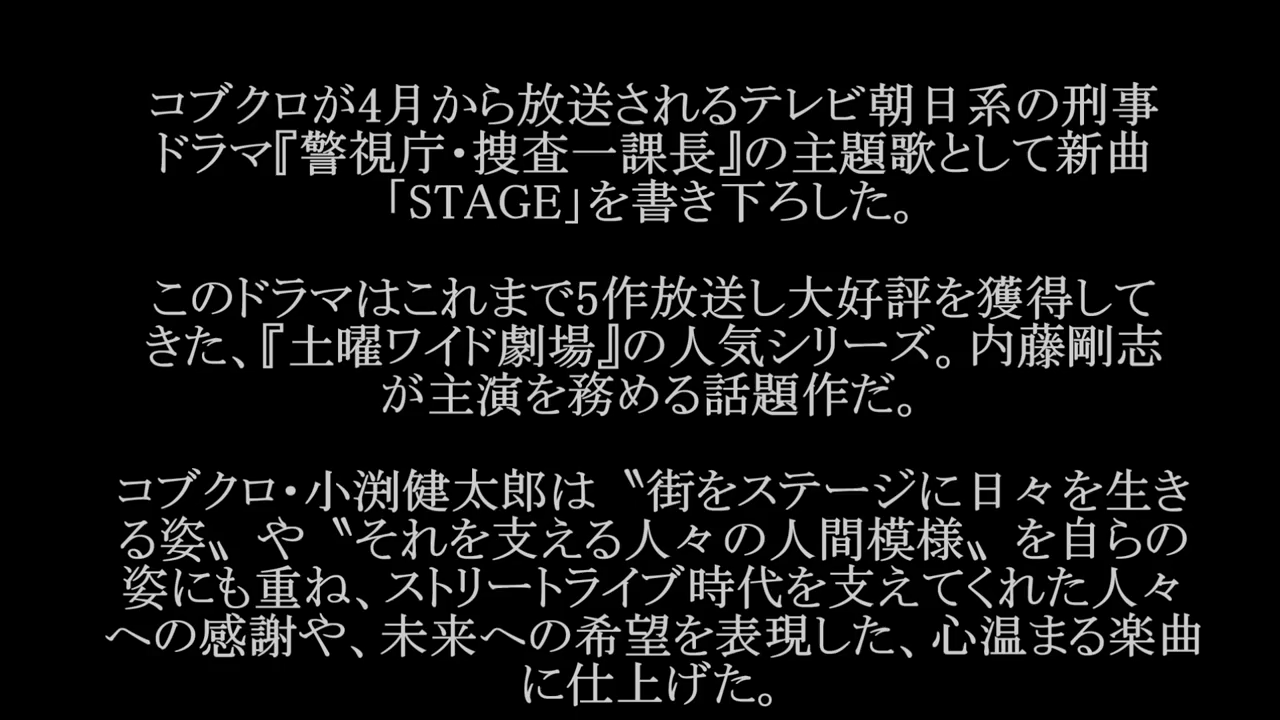 コブクロが4月から放送されるテレビ朝日系の刑事
ドラマ『警視庁・捜査一課長』の主題歌として新曲
「STAGE」を書き下ろした。
このドラマはこれまで5作放送し大好評を獲得して
きた、『土曜ワイド劇場』の人気シリーズ。内藤剛志
が主演を務める話題作だ。
コブクロ・小渕健太郎は〝街をステージに日々を生き
る姿〟や〝それを支える人々の人間模様〟を自らの
姿にも重ね、ストリートライブ時代を支えてくれた人々
への感謝や、未来への希望を表現した、心温まる楽曲
に仕上げた。